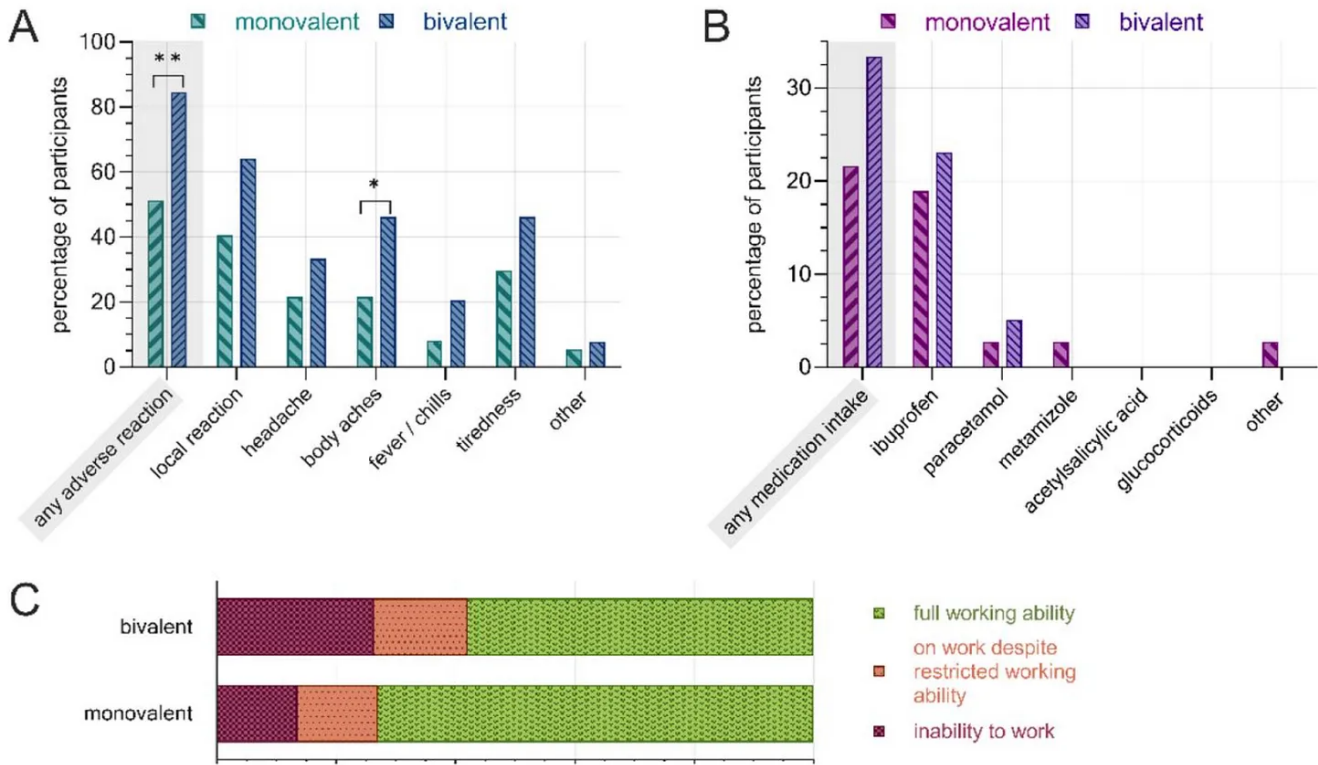 A
monovalent bivalent
percentage of participants
100
80
60
40
20
0
* *
*
any adverse reaction
local reaction
headache
body aches
fever / chills
tiredness
other
B
monovalent bivalent
percentage of participants
30
20
10
0
any medication intake
ibuprofen
paracetamol
metamizole
acetylsalicylic acid
glucocorticoids
other
C
bivalent
monovalent
full working ability
on work despite
restricted working
ability
inability to work